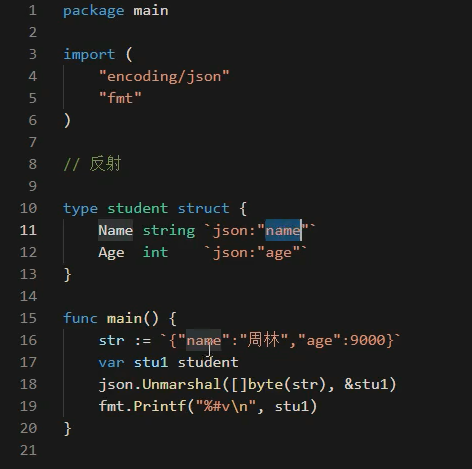 1 package main
2
3 import (
4 "encoding/json"
5 "fmt"
6 )
7
8 // 反射
9
10 type student struct {
11 Name string `json:"name"`
12 Age int `json:"age"`
13 }
14
15 func main() {
16 str := `{"name":"周林","age":9000}`
17 var stu1 student
18 json.Unmarshal([]byte(str), &stu1)
19 fmt.Printf("%#v\n", stu1)
20 }
21